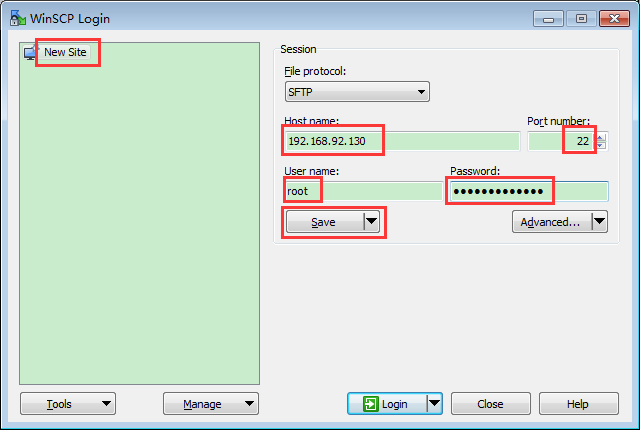 WinSCP Login
New Site
Session
File protocol:
SFTP
Host name:
Port number:
192.168.92.130
22
User name:
Password:
root
●●●●●●●●●●●●●
Save
Advanced...
Tools
Manage
Login
Close
Help